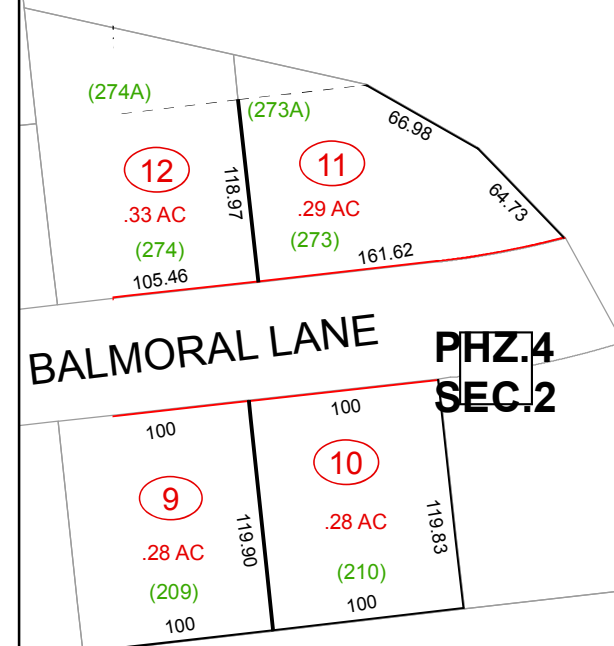 (274A)
(273A)
66.98
12
11
118.97
.33 AC
.29 AC
64.73
(274)
(273)
105.46
161.62
BALMORAL LANE
PHZ.4
SEC.2
100
100
10
9
.28 AC
119.83
.28 AC
119.90
(210)
(209)
100
100